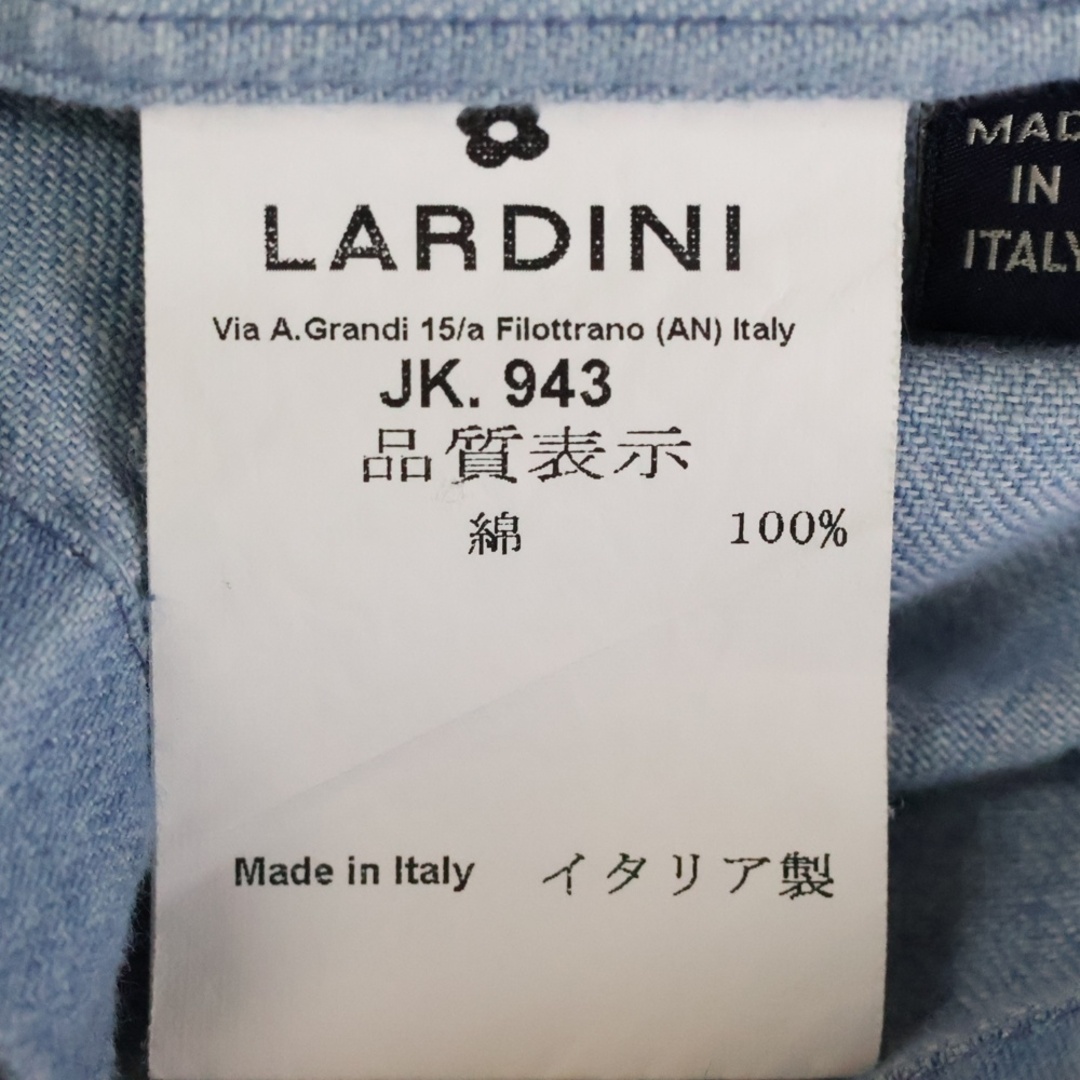 LARDINI
Via A.Grandi 15/a Filottrano (AN) Italy
JK. 943
品質表示
綿 100%
Made in Italy イタリア製
MAD
IN
ITALY